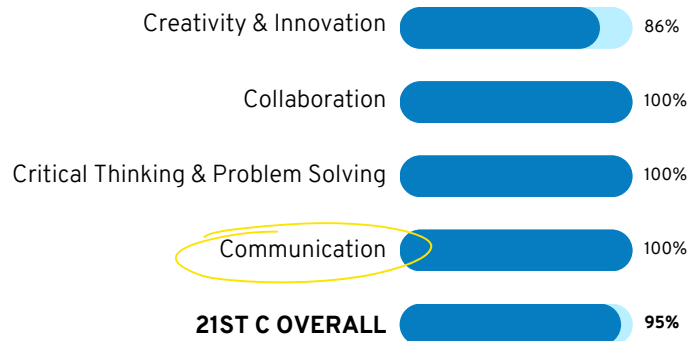 Creativity & Innovation 86%
Collaboration 100%
Critical Thinking & Problem Solving 100%
Communication 100%
21ST C OVERALL 95%